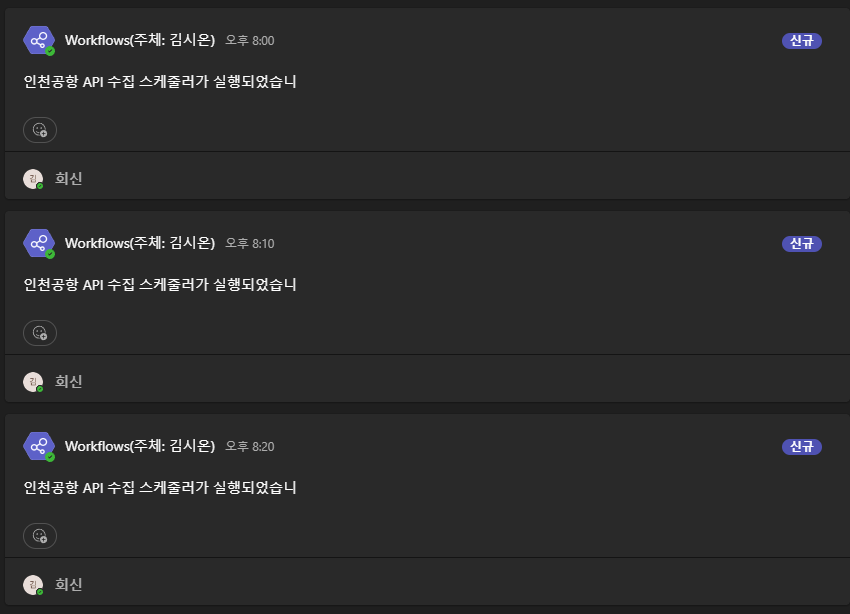 Workflows(주체: 김시온) 오후 8:00 신규
인천공항 API 수집 스케줄러가 실행되었습니
김 회신
Workflows(주체: 김시온) 오후 8:10 신규
인천공항 API 수집 스케줄러가 실행되었습니
김 회신
Workflows(주체: 김시온) 오후 8:20 신규
인천공항 API 수집 스케줄러가 실행되었습니
김 회신